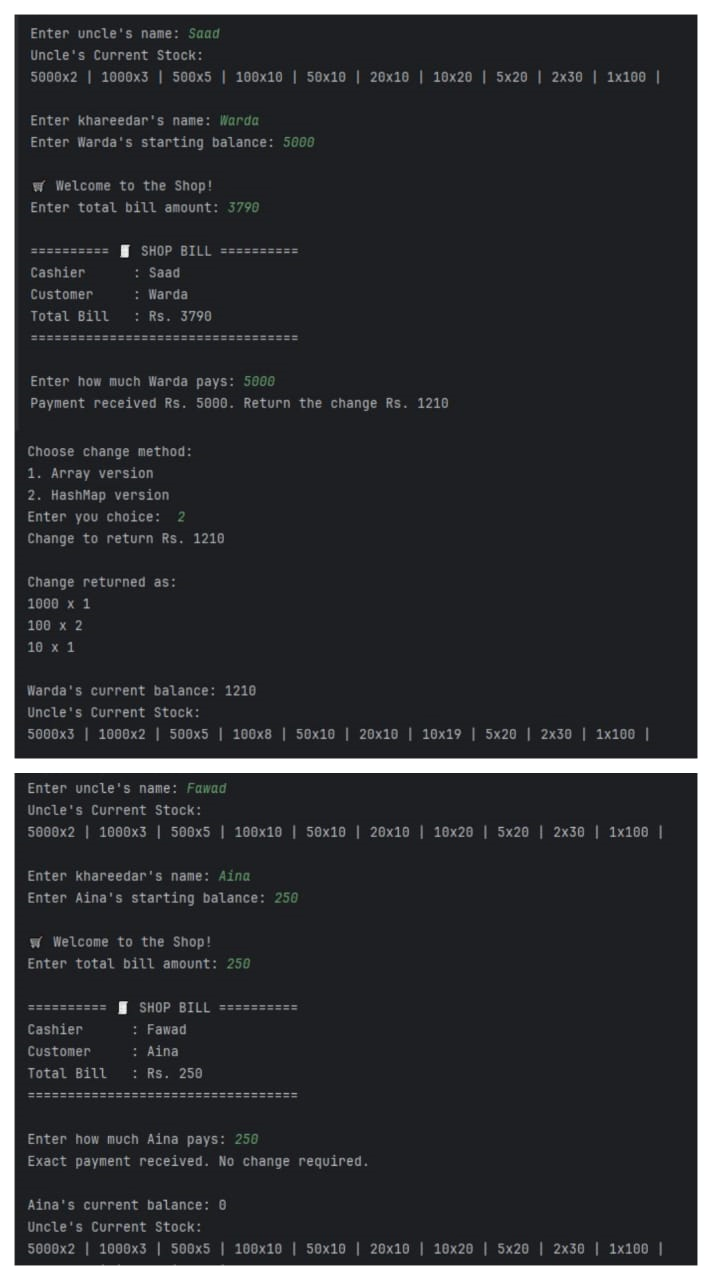 Enter uncle's name: Saad
Uncle's Current Stock:
5000x2 | 1000x3 | 500x5 | 100x10 | 50x10 | 20x10 | 10x20 | 5x20 | 2x30 | 1x100 |
Enter khareedar's name: Warda
Enter Warda's starting balance: 5000
🛒 Welcome to the Shop!
Enter total bill amount: 3790
========== 🧾 SHOP BILL ==========
Cashier : Saad
Customer : Warda
Total Bill : Rs. 3790
==================================
Enter how much Warda pays: 5000
Payment received Rs. 5000. Return the change Rs. 1210
Choose change method:
1. Array version
2. HashMap version
Enter you choice: 2
Change to return Rs. 1210
Change returned as:
1000 x 1
100 x 2
10 x 1
Warda's current balance: 1210
Uncle's Current Stock:
5000x3 | 1000x2 | 500x5 | 100x8 | 50x10 | 20x10 | 10x19 | 5x20 | 2x30 | 1x100 |
Enter uncle's name: Fawad
Uncle's Current Stock:
5000x2 | 1000x3 | 500x5 | 100x10 | 50x10 | 20x10 | 10x20 | 5x20 | 2x30 | 1x100 |
Enter khareedar's name: Aina
Enter Aina's starting balance: 250
🛒 Welcome to the Shop!
Enter total bill amount: 250
========== 🧾 SHOP BILL ==========
Cashier : Fawad
Customer : Aina
Total Bill : Rs. 250
==================================
Enter how much Aina pays: 250
Exact payment received. No change required.
Aina's current balance: 0
Uncle's Current Stock:
5000x2 | 1000x3 | 500x5 | 100x10 | 50x10 | 20x10 | 10x20 | 5x20 | 2x30 | 1x100 |